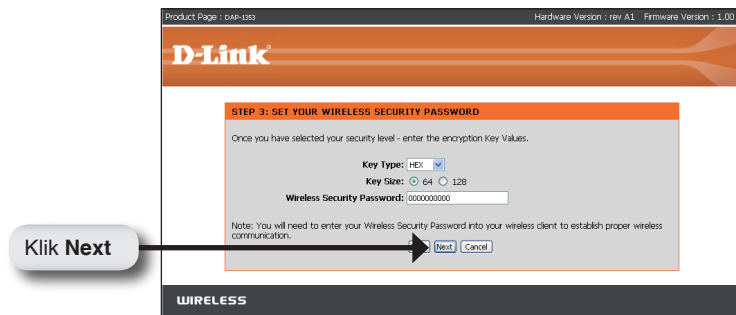 Product Page : DAP-1353 Hardware Version : rev A1 Firmware Version : 1.00
D-Link
STEP 3: SET YOUR WIRELESS SECURITY PASSWORD
Once you have selected your security level - enter the encryption Key Values.
Key Type: HEX
Key Size: 64 128
Wireless Security Password: 0000000000
Note: You will need to enter your Wireless Security Password into your wireless client to establish proper wireless
communication.
Klik Next
Next Cancel
WIRELESS